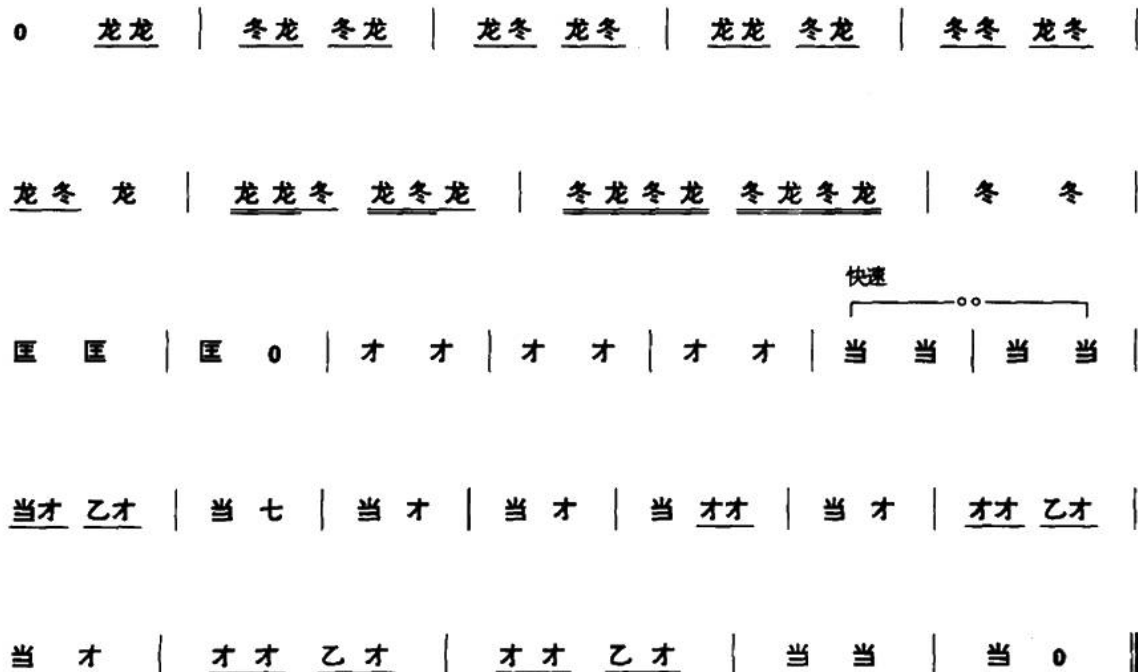 0 龙龙 | 冬龙 冬龙 | 龙冬 龙冬 | 龙龙 冬龙 | 冬冬 龙冬 |
龙冬 龙 | 龙龙冬 龙冬龙 | 冬龙冬龙 冬龙冬龙 | 冬 冬 |
快速
匡 匡 | 匡 0 | 才 才 | 才 才 | 才 才 | 当 当 | 当 当 |
当才 乙才 | 当 七 | 当 才 | 当 才 | 当 才才 | 当 才 | 才才 乙才 |
当 才 | 才才 乙才 | 才才 乙才 | 当 当 | 当 0 ‖